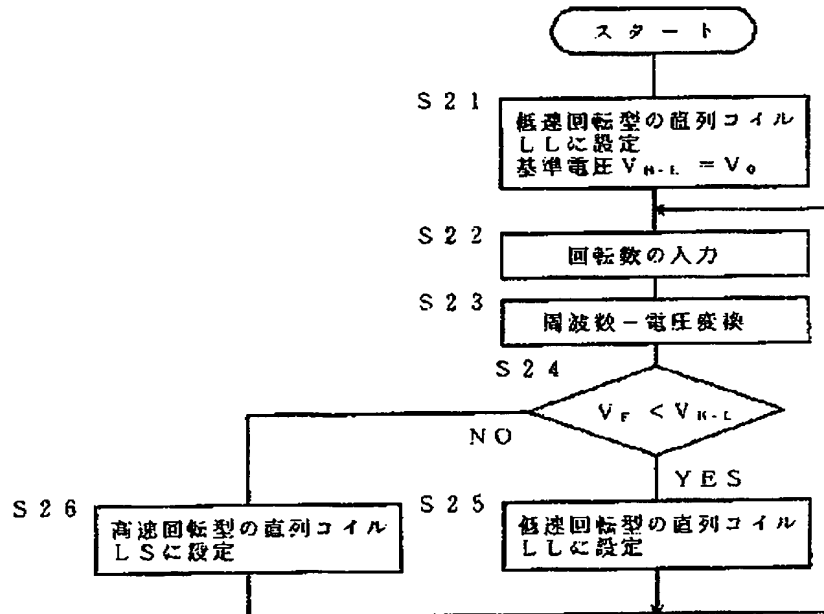 スタート
S21
低速回転型の直列コイル
LLに設定
基準電圧VH-L = V0
S22
回転数の入力
S23
周波数-電圧変換
S24
VF < VH-L
NO
YES
S26
高速回転型の直列コイル
LSに設定
S25
低速回転型の直列コイル
LLに設定